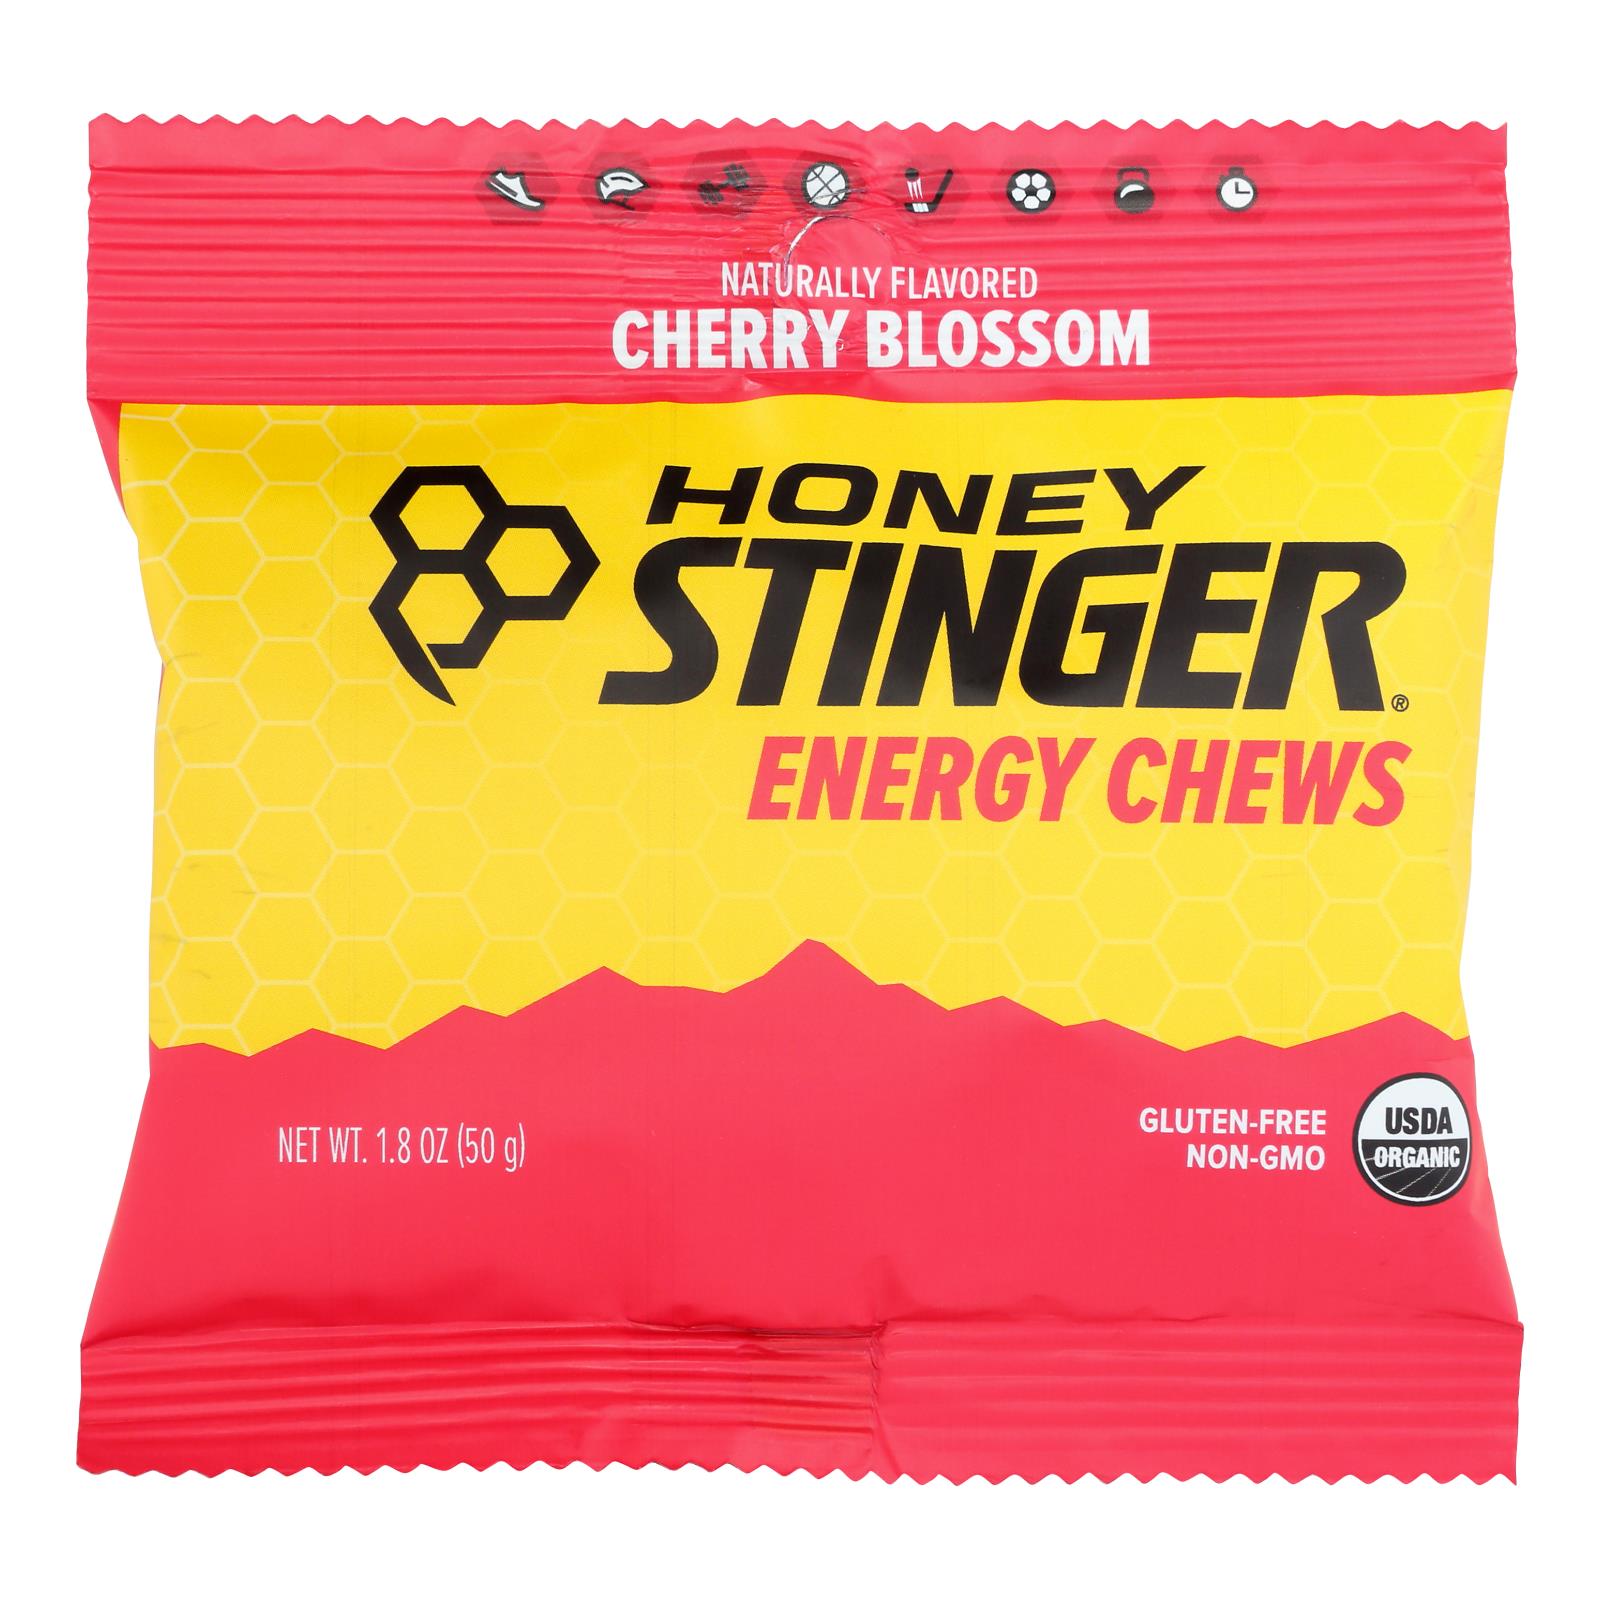 NATURALLY FLAVORED
CHERRY BLOSSOM
HONEY
STINGER®
ENERGY CHEWS
NET WT. 1.8 OZ (50 g)
GLUTEN-FREE
NON-GMO
USDA
ORGANIC